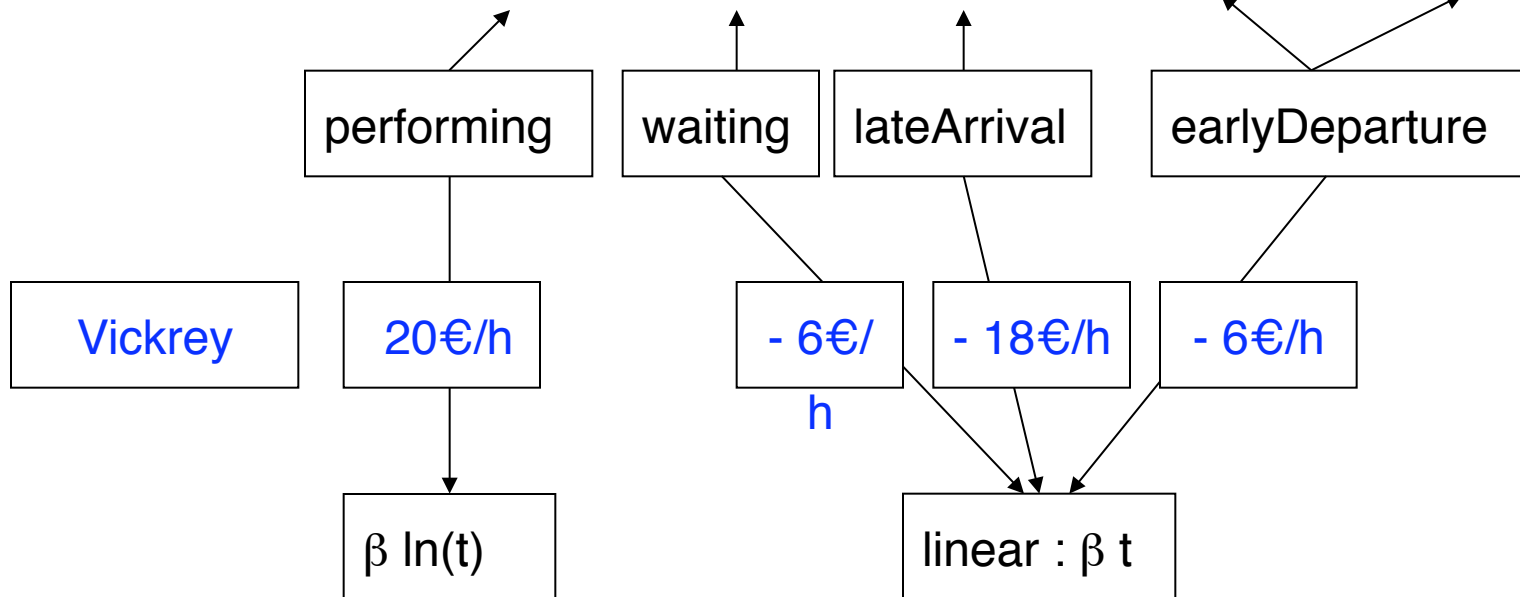 performing
waiting
lateArrival
earlyDeparture
Vickrey
20€/h
- 6€/
h
- 18€/h
- 6€/h
β ln(t)
linear : β t